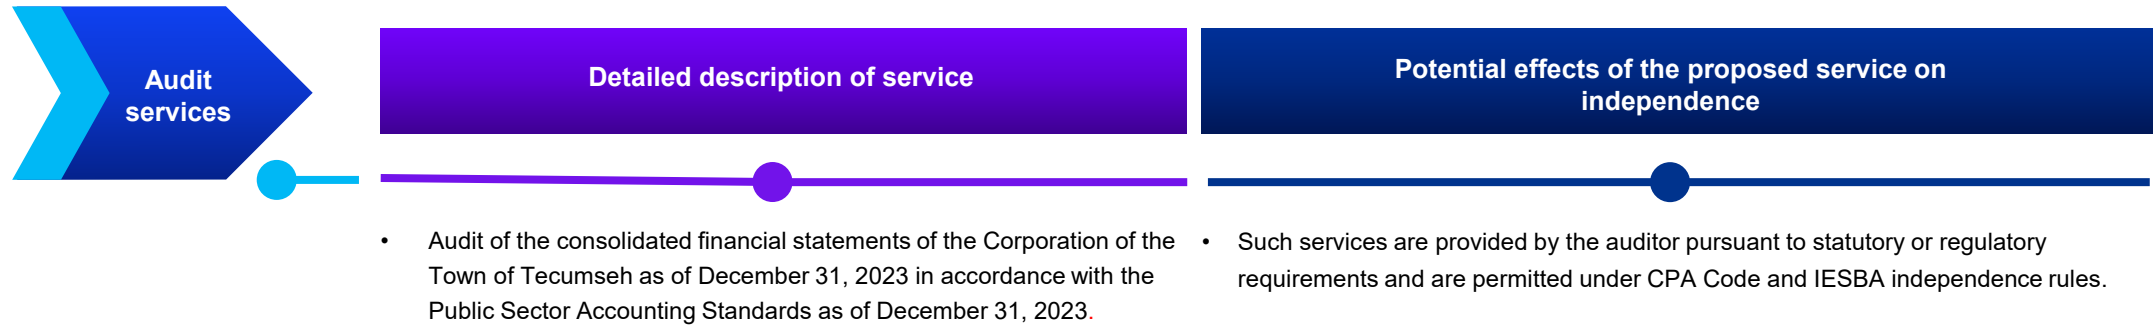 Audit
services
Detailed description of service
Potential effects of the proposed service on
independence
• Audit of the consolidated financial statements of the Corporation of the
Town of Tecumseh as of December 31, 2023 in accordance with the
Public Sector Accounting Standards as of December 31, 2023.
• Such services are provided by the auditor pursuant to statutory or regulatory
requirements and are permitted under CPA Code and IESBA independence rules.